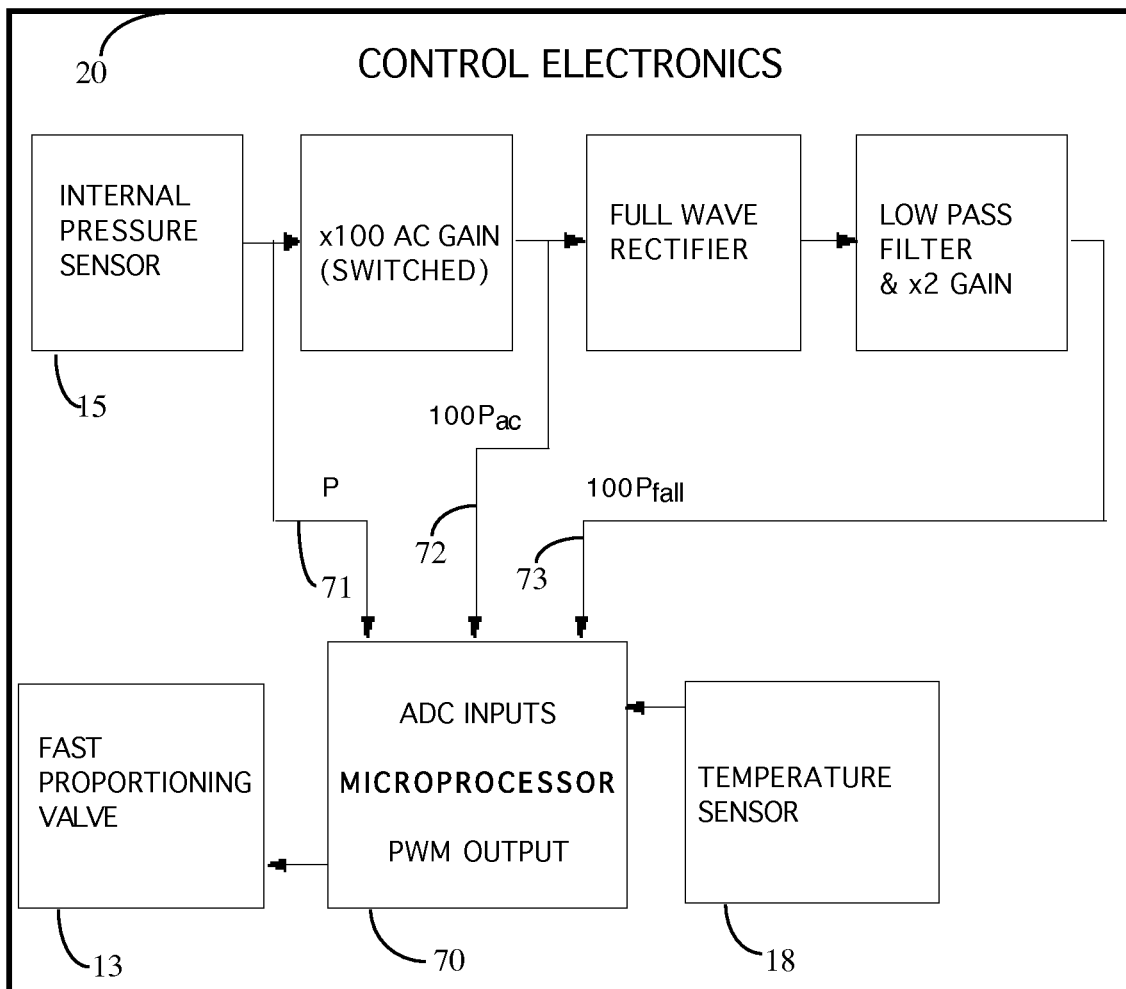 20
CONTROL ELECTRONICS
INTERNAL
PRESSURE
SENSOR
x100 AC GAIN
(SWITCHED)
FULL WAVE
RECTIFIER
LOW PASS
FILTER
& x2 GAIN
15
100Pac
P
100Pfall
71
72
73
FAST
PROPORTIONING
VALVE
ADC INPUTS
MICROPROCESSOR
PWM OUTPUT
TEMPERATURE
SENSOR
13
70
18